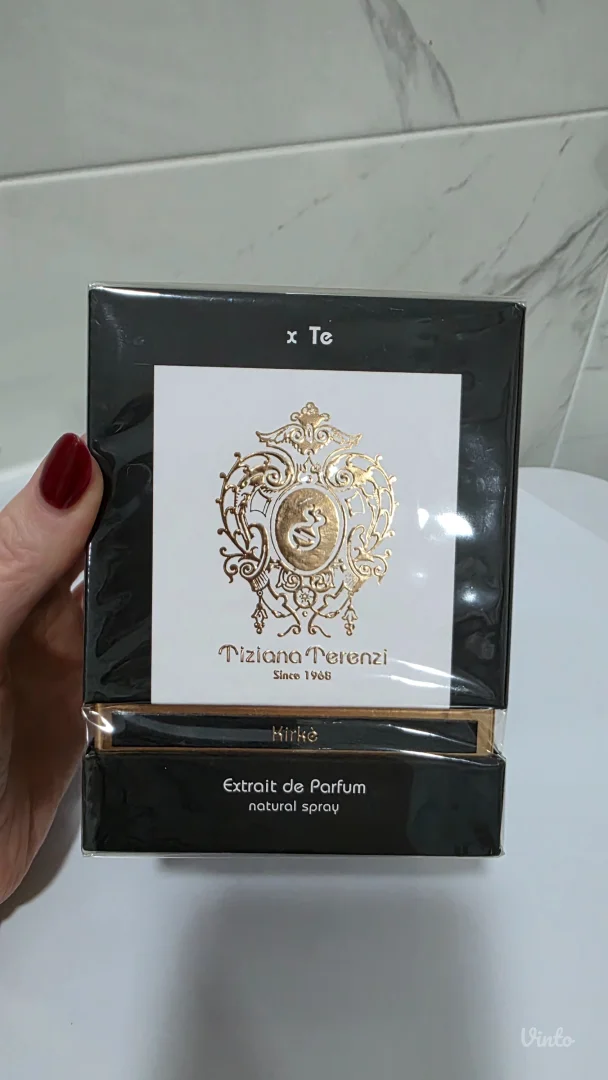 x Te
Tiziana Terenzi
Since 1968
Kirkè
Extrait de Parfum
natural spray
Vinto